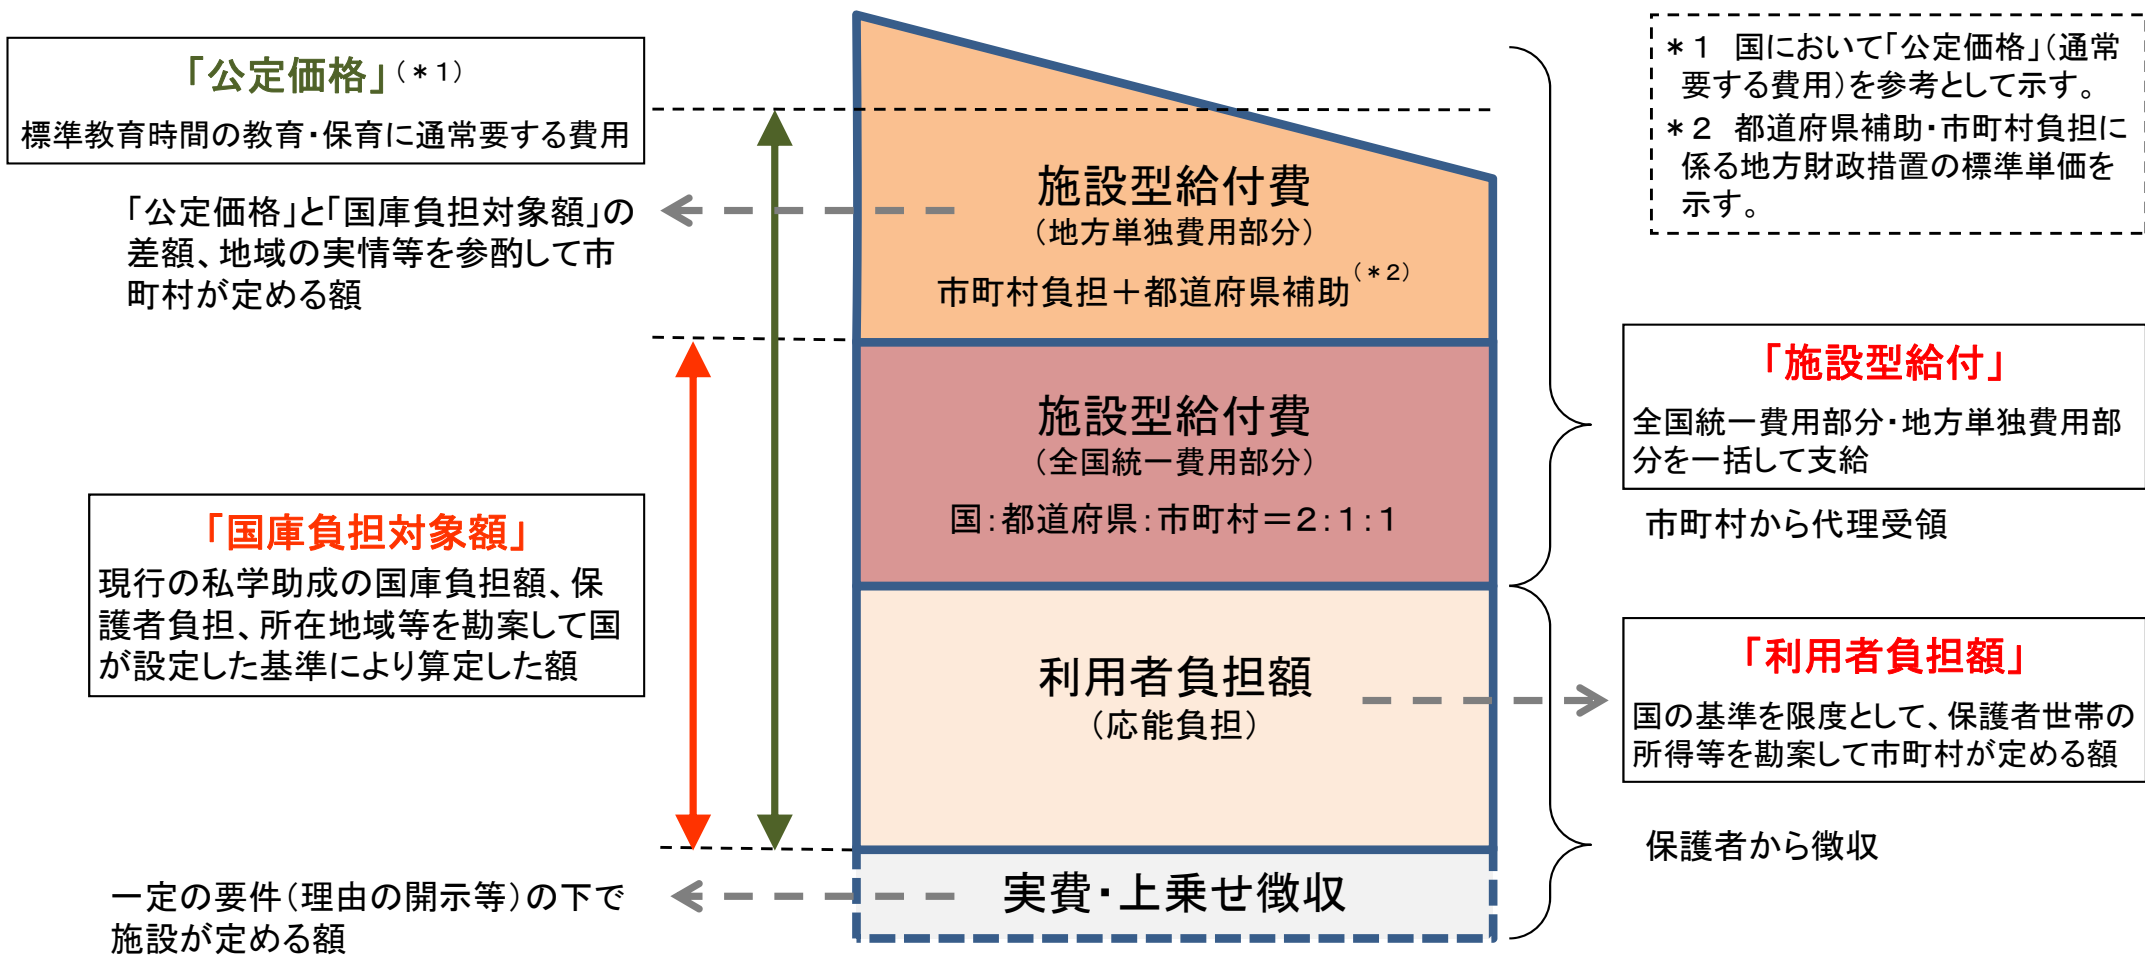 「公定価格」（＊１）
標準教育時間の教育・保育に通常要する費用
「公定価格」と「国庫負担対象額」の
差額、地域の実情等を参酌して市
町村が定める額
「国庫負担対象額」
現行の私学助成の国庫負担額、保
護者負担、所在地域等を勘案して国
が設定した基準により算定した額
一定の要件（理由の開示等）の下で
施設が定める額
施設型給付費
（地方単独費用部分）
市町村負担＋都道府県補助（＊２）
施設型給付費
（全国統一費用部分）
国：都道府県：市町村＝２：１：１
利用者負担額
（応能負担）
実費・上乗せ徴収
＊１　国において「公定価格」（通常
要する費用）を参考として示す。
＊２　都道府県補助・市町村負担に
係る地方財政措置の標準単価を
示す。
「施設型給付」
全国統一費用部分・地方単独費用部
分を一括して支給
市町村から代理受領
「利用者負担額」
国の基準を限度として、保護者世帯の
所得等を勘案して市町村が定める額
保護者から徴収